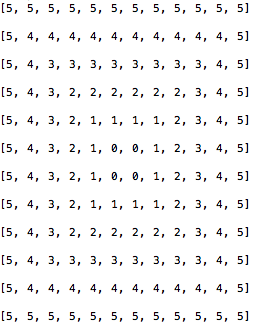 [5, 5, 5, 5, 5, 5, 5, 5, 5, 5, 5, 5]
[5, 4, 4, 4, 4, 4, 4, 4, 4, 4, 4, 5]
[5, 4, 3, 3, 3, 3, 3, 3, 3, 3, 4, 5]
[5, 4, 3, 2, 2, 2, 2, 2, 2, 3, 4, 5]
[5, 4, 3, 2, 1, 1, 1, 1, 2, 3, 4, 5]
[5, 4, 3, 2, 1, 0, 0, 1, 2, 3, 4, 5]
[5, 4, 3, 2, 1, 0, 0, 1, 2, 3, 4, 5]
[5, 4, 3, 2, 1, 1, 1, 1, 2, 3, 4, 5]
[5, 4, 3, 2, 2, 2, 2, 2, 2, 3, 4, 5]
[5, 4, 3, 3, 3, 3, 3, 3, 3, 3, 4, 5]
[5, 4, 4, 4, 4, 4, 4, 4, 4, 4, 4, 5]
[5, 5, 5, 5, 5, 5, 5, 5, 5, 5, 5, 5]